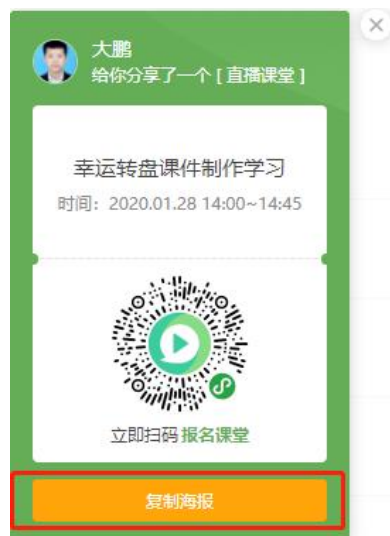 大鹏
给你分享了一个 [ 直播课堂 ]
幸运转盘课件制作学习
时间：2020.01.28 14:00~14:45
立即扫码 报名课堂
复制海报